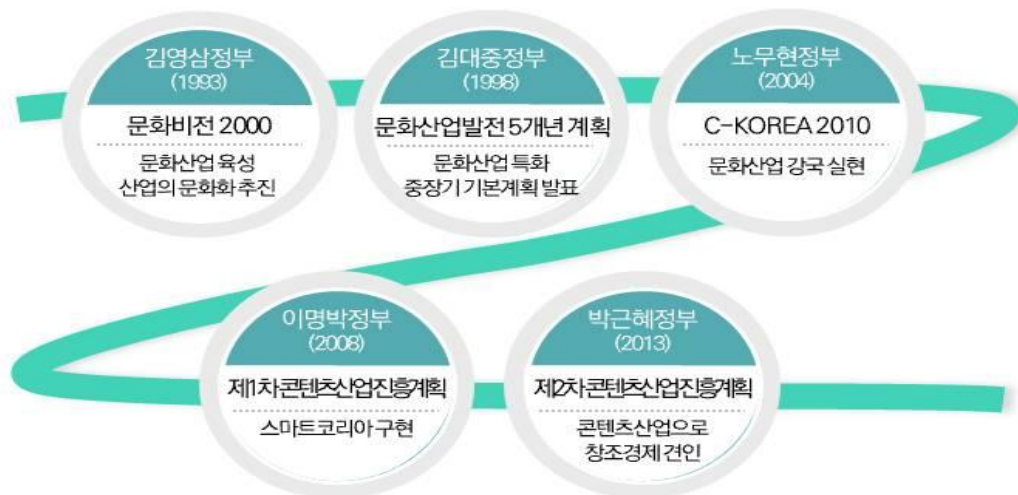 김영삼정부
(1993)
문화비전 2000
문화산업 육성
산업의 문화화 추진
김대중정부
(1998)
문화산업발전 5개년 계획
문화산업 특화
중장기 기본계획 발표
노무현정부
(2004)
C-KOREA 2010
문화산업 강국 실현
이명박정부
(2008)
제1차 콘텐츠산업진흥계획
스마트코리아 구현
박근혜정부
(2013)
제2차 콘텐츠산업진흥계획
콘텐츠산업으로
창조경제 견인